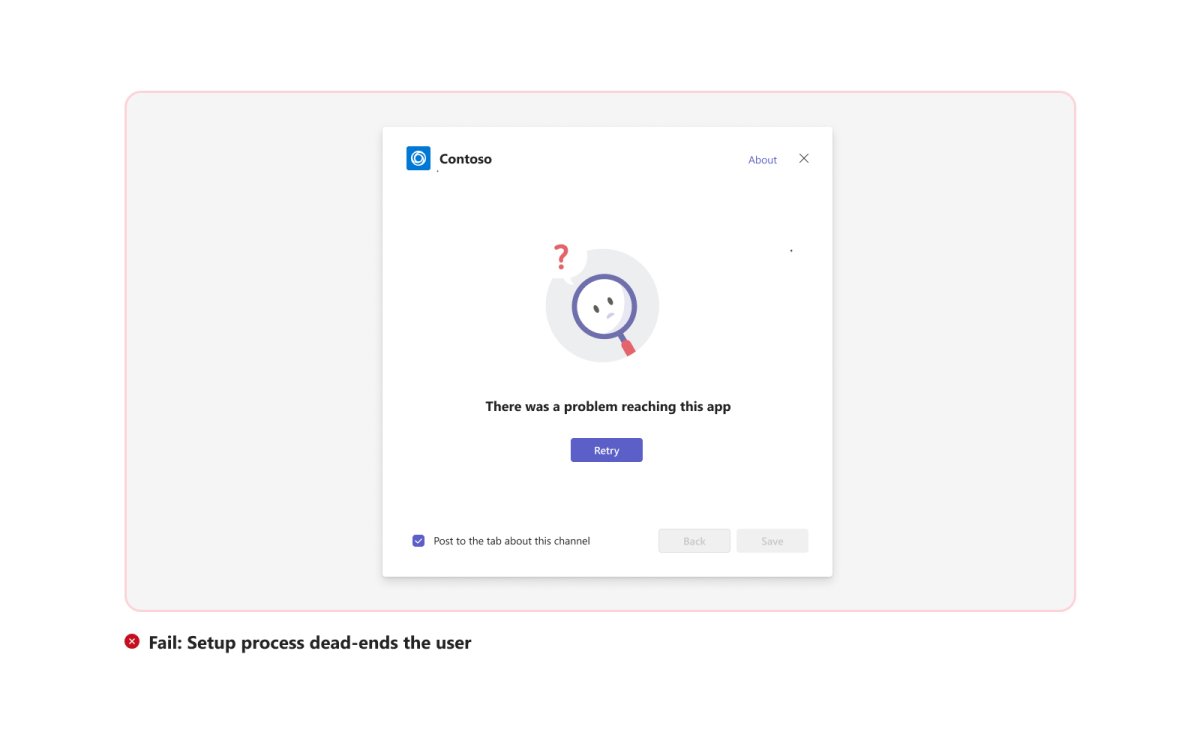 Contoso
About
?
There was a problem reaching this app
Retry
Post to the tab about this channel
Back
Save
Fail: Setup process dead-ends the user